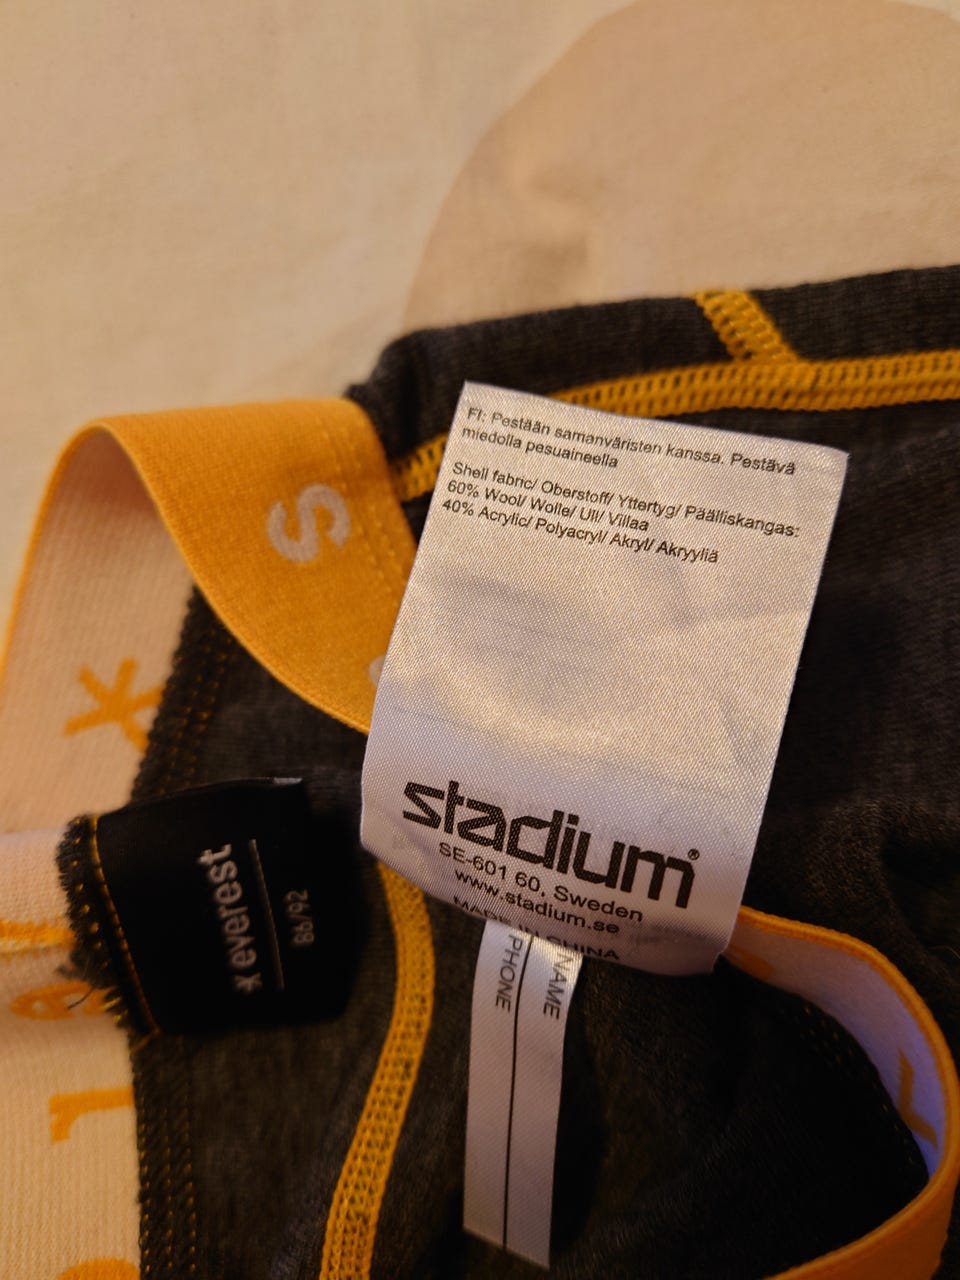 FI: Pestään samanväristen kanssa. Pestävä
miedolla pesuaineella
Shell fabric/ Oberstoff/ Yttertyg/ Päälliskangas:
60% Wool/ Wolle/ Ull/ Villaa
40% Acrylic/ Polyacryl/ Akryl/ Akryyliä
stadium®
SE-601 60, Sweden
www.stadium.se
MADE IN CHINA
NAME
PHONE
everest
86/92
S